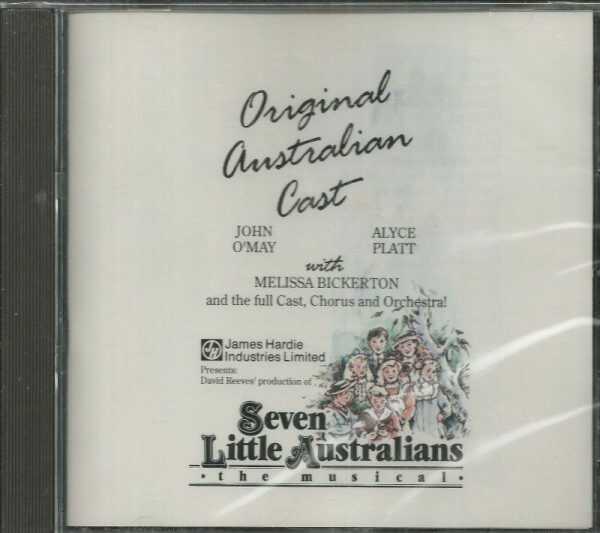 Original
Australian
Cast
JOHN ALYCE
O'MAY PLATT
with
MELISSA BICKERTON
and the full Cast, Chorus and Orchestra!
James Hardie
Industries Limited
Presents:
David Reeves' production of
Seven
Little Australians
• the musical •